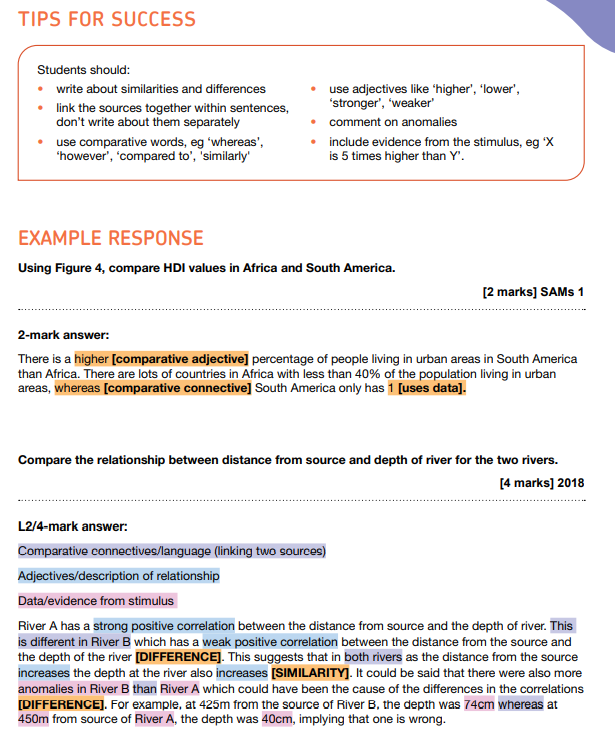 TIPS FOR SUCCESS
Students should:
• write about similarities and differences
• link the sources together within sentences,
don't write about them separately
• use comparative words, eg 'whereas',
'however', 'compared to', 'similarly'
• use adjectives like 'higher', 'lower',
'stronger', 'weaker'
• comment on anomalies
• include evidence from the stimulus, eg 'X
is 5 times higher than Y'.
EXAMPLE RESPONSE
Using Figure 4, compare HDI values in Africa and South America.
[2 marks] SAMs 1
2-mark answer:
There is a higher [comparative adjective] percentage of people living in urban areas in South America
than Africa. There are lots of countries in Africa with less than 40% of the population living in urban
areas, whereas [comparative connective] South America only has 1 [uses data].
Compare the relationship between distance from source and depth of river for the two rivers.
[4 marks] 2018
L2/4-mark answer:
Comparative connectives/language (linking two sources)
Adjectives/description of relationship
Data/evidence from stimulus
River A has a strong positive correlation between the distance from source and the depth of river. This
is different in River B which has a weak positive correlation between the distance from the source and
the depth of the river [DIFFERENCE]. This suggests that in both rivers as the distance from the source
increases the depth at the river also increases [SIMILARITY]. It could be said that there were also more
anomalies in River B than River A which could have been the cause of the differences in the correlations
[DIFFERENCE]. For example, at 425m from the source of River B, the depth was 74cm whereas at
450m from source of River A, the depth was 40cm, implying that one is wrong.